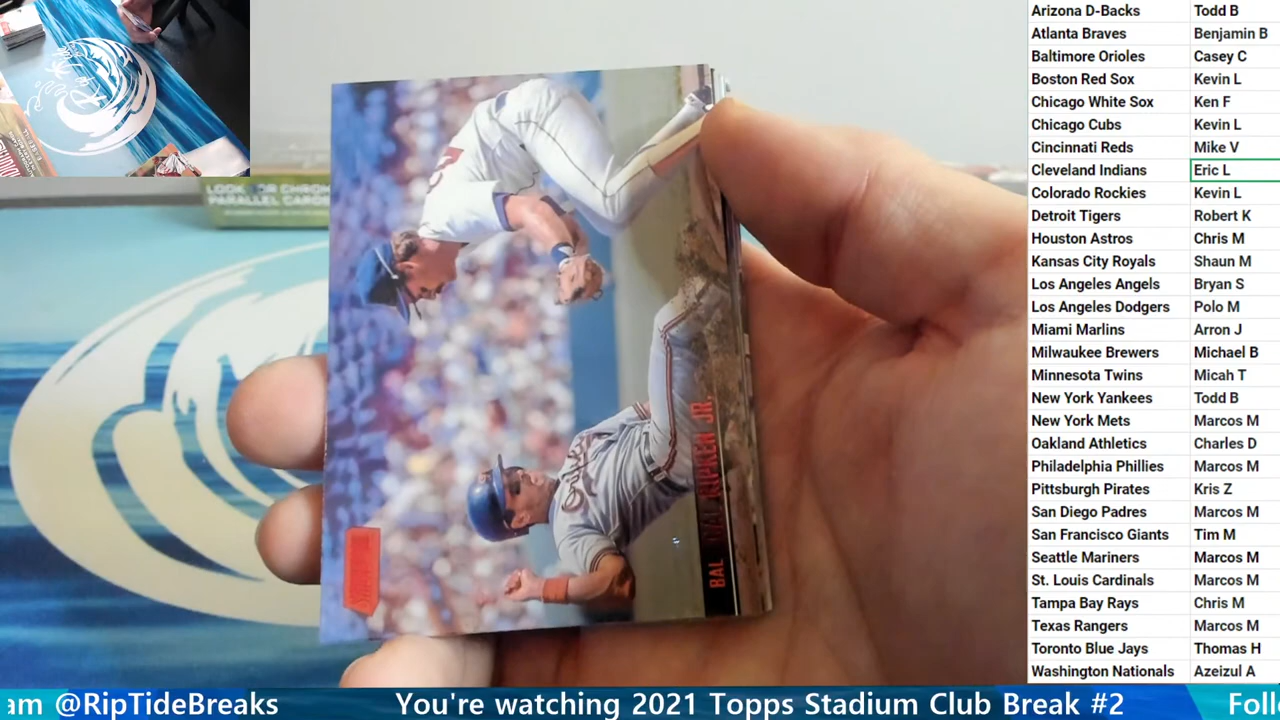 LOOK FOR CHROM
PARALLEL CARDS
BAL CAL RIPKEN JR.
Arizona D-Backs Todd B
Atlanta Braves Benjamin B
Baltimore Orioles Casey C
Boston Red Sox Kevin L
Chicago White Sox Ken F
Chicago Cubs Kevin L
Cincinnati Reds Mike V
Cleveland Indians Eric L
Colorado Rockies Kevin L
Detroit Tigers Robert K
Houston Astros Chris M
Kansas City Royals Shaun M
Los Angeles Angels Bryan S
Los Angeles Dodgers Polo M
Miami Marlins Arron J
Milwaukee Brewers Michael B
Minnesota Twins Micah T
New York Yankees Todd B
New York Mets Marcos M
Oakland Athletics Charles D
Philadelphia Phillies Marcos M
Pittsburgh Pirates Kris Z
San Diego Padres Marcos M
San Francisco Giants Tim M
Seattle Mariners Marcos M
St. Louis Cardinals Marcos M
Tampa Bay Rays Chris M
Texas Rangers Marcos M
Toronto Blue Jays Thomas H
Washington Nationals Azeizul A
am @RipTideBreaks You're watching 2021 Topps Stadium Club Break #2 Foll